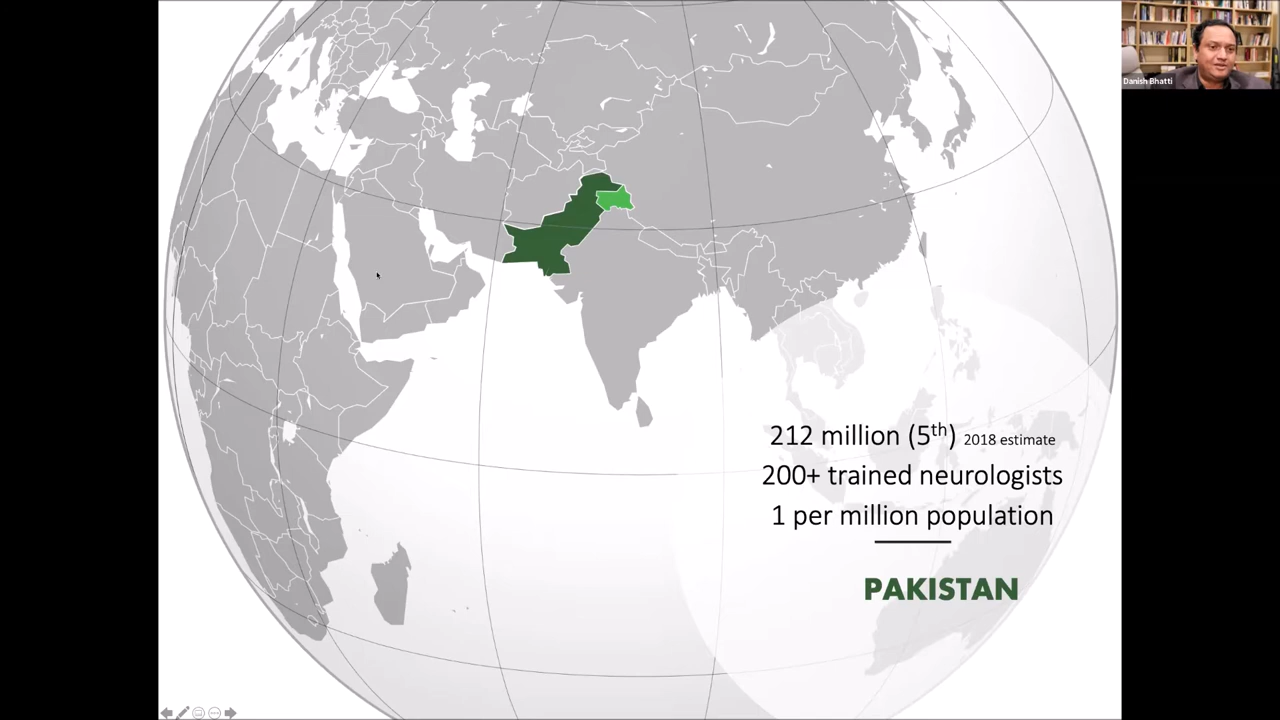 Danish Bhatti
212 million (5th) 2018 estimate
200+ trained neurologists
1 per million population
PAKISTAN